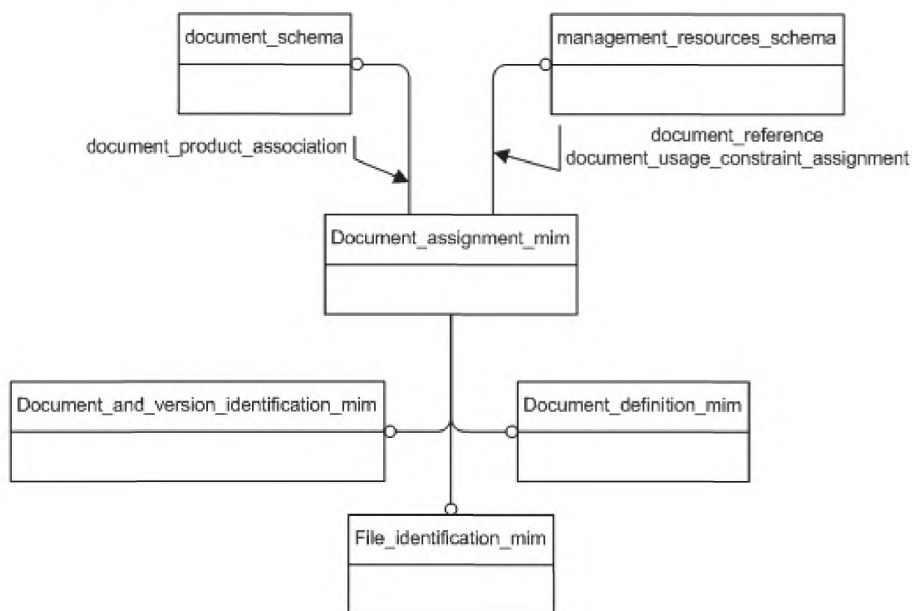 document_schema
management_resources_schema
document_product_association
document_reference
document_usage_constraint_assignment
Document_assignment_mim
Document_and_version_identification_mim
Document_definition_mim
File_identification_mim